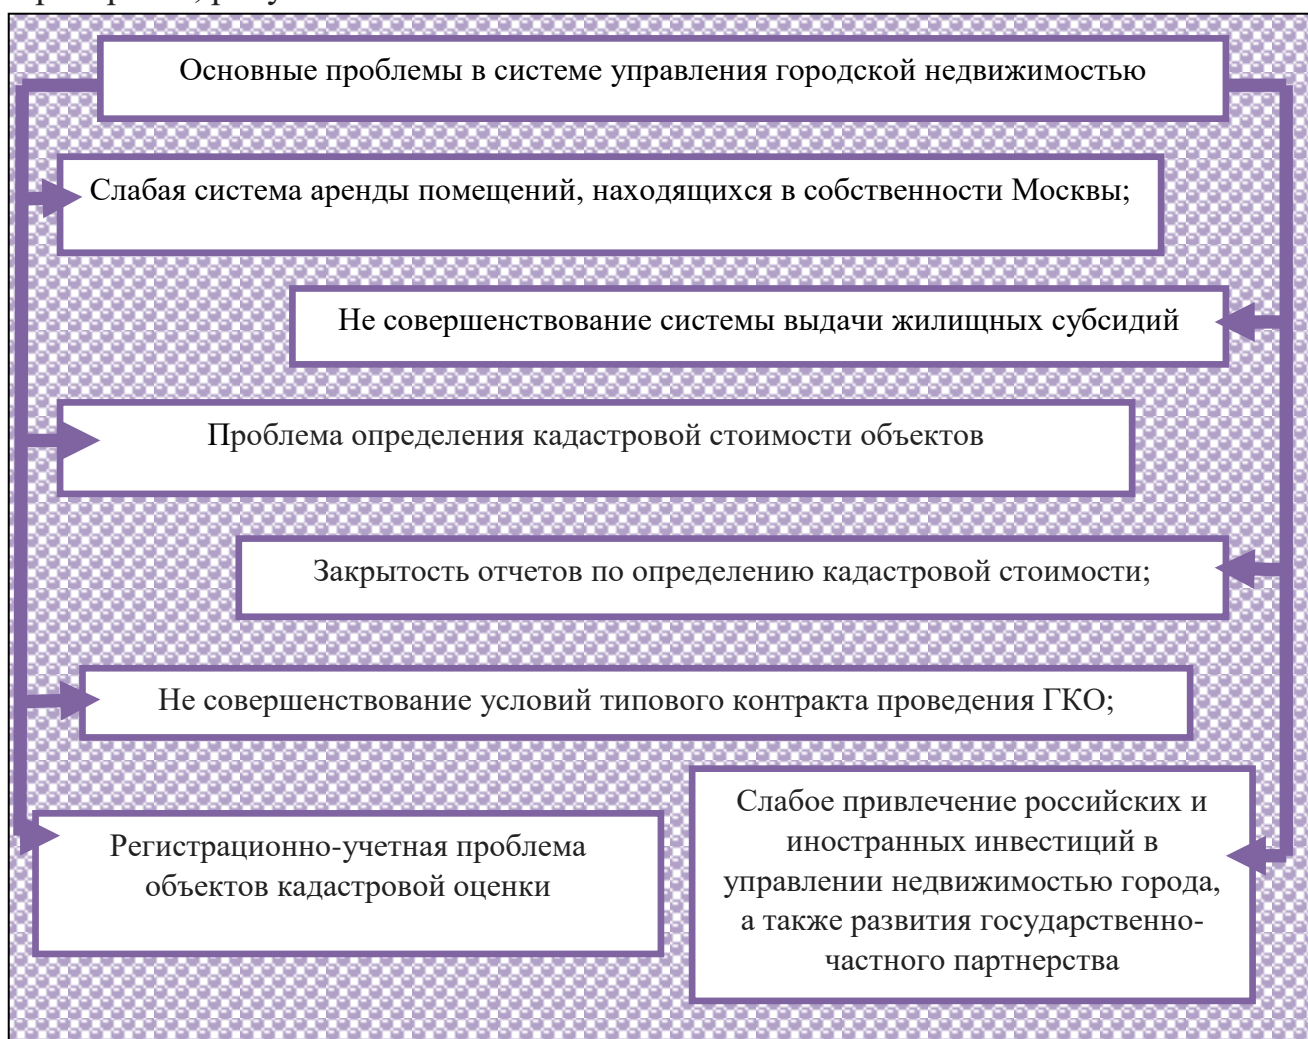 Основные проблемы в системе управления городской недвижимостью
Слабая система аренды помещений, находящихся в собственности Москвы;
Не совершенствование системы выдачи жилищных субсидий
Проблема определения кадастровой стоимости объектов
Закрытость отчетов по определению кадастровой стоимости;
Не совершенствование условий типового контракта проведения ГКО;
Регистрационно-учетная проблема
объектов кадастровой оценки
Слабое привлечение российских и
иностранных инвестиций в
управлении недвижимостью города,
а также развития государственно-
частного партнерства